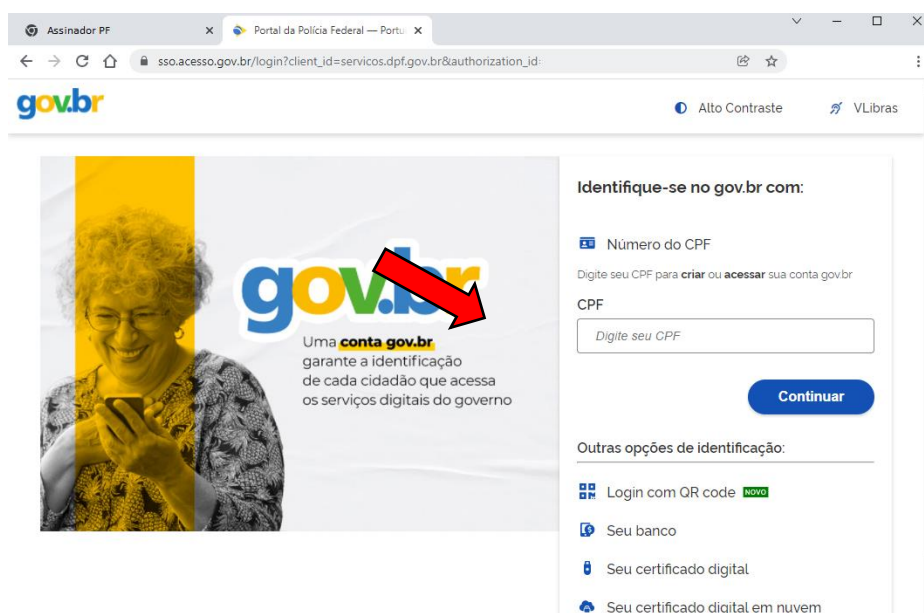 Assinador PF
Portal da Polícia Federal — Portu
sso.acesso.gov.br/login?client_id=servicos.dpf.gov.br&authorization_id=
gov.br
Alto Contraste
VLibras
Identifique-se no gov.br com:
Número do CPF
Digite seu CPF para criar ou acessar sua conta gov.br
CPF
Digite seu CPF
Continuar
Outras opções de identificação:
Login com QR code NOVO
Seu banco
Seu certificado digital
Seu certificado digital em nuvem
gov.br
Uma conta gov.br
garante a identificação
de cada cidadão que acessa
os serviços digitais do governo